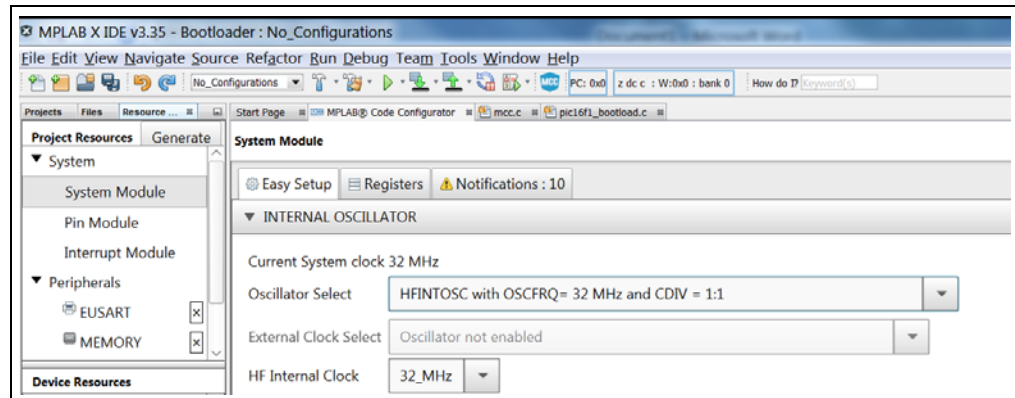 MPLAB X IDE v3.35 - Bootloader : No_Configurations
File Edit View Navigate Source Refactor Run Debug Team Tools Window Help
No_Configurations MCC PC: 0x0 z dc c : W:0x0 : bank 0 How do I? Keyword(s)
Projects Files Resource ... Start Page MPLAB® Code Configurator mcc.c pic16f1_bootload.c
Project Resources Generate
System Module
System
System Module
Pin Module
Interrupt Module
Peripherals
EUSART
MEMORY
Device Resources
Easy Setup Registers Notifications : 10
INTERNAL OSCILLATOR
Current System clock 32 MHz
Oscillator Select HFINTOSC with OSCFRQ= 32 MHz and CDIV = 1:1
External Clock Select Oscillator not enabled
HF Internal Clock 32_MHz